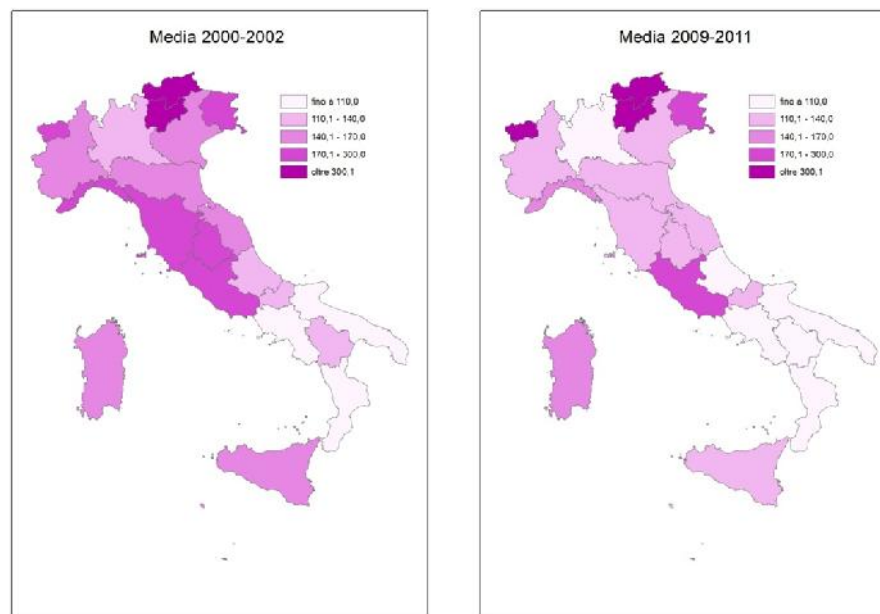 Media 2000-2002
fino a 110,0
110,1 - 140,0
140,1 - 170,0
170,1 - 300,0
oltre 300,1
Media 2009-2011
fino a 110,0
110,1 - 140,0
140,1 - 170,0
170,1 - 300,0
oltre 300,1